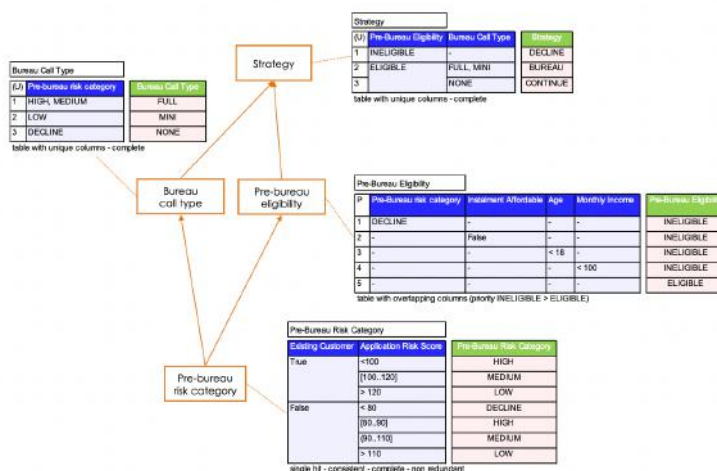 Strategy
(U) Pre-Bureau Eligibility Bureau Call Type Strategy
1 INELIGIBLE - DECLINE
2 ELIGIBLE FULL, MINI BUREAU
3 NONE CONTINUE
table with unique columns - complete
Strategy
Bureau Call Type
(U) Pre-bureau risk category Bureau Call Type
1 HIGH, MEDIUM FULL
2 LOW MINI
3 DECLINE NONE
table with unique columns - complete
Bureau
call type
Pre-bureau
eligibility
Pre-Bureau Eligibility
P Pre-Bureau risk category Instalment Affordable Age Monthly Income Pre-Bureau Eligibility
1 DECLINE - - - INELIGIBLE
2 - False - - INELIGIBLE
3 - - < 18 - INELIGIBLE
4 - - - < 100 INELIGIBLE
5 - - - - ELIGIBLE
table with overlapping columns (priority INELIGIBLE > ELIGIBLE)
Pre-Bureau Risk Category
Existing Customer Application Risk Score Pre-Bureau Risk Category
True <100 HIGH
[100..120] MEDIUM
> 120 LOW
False < 80 DECLINE
[80..90] HIGH
(90..110] MEDIUM
> 110 LOW
single hit - consistent - complete - non redundant
Pre-bureau
risk category